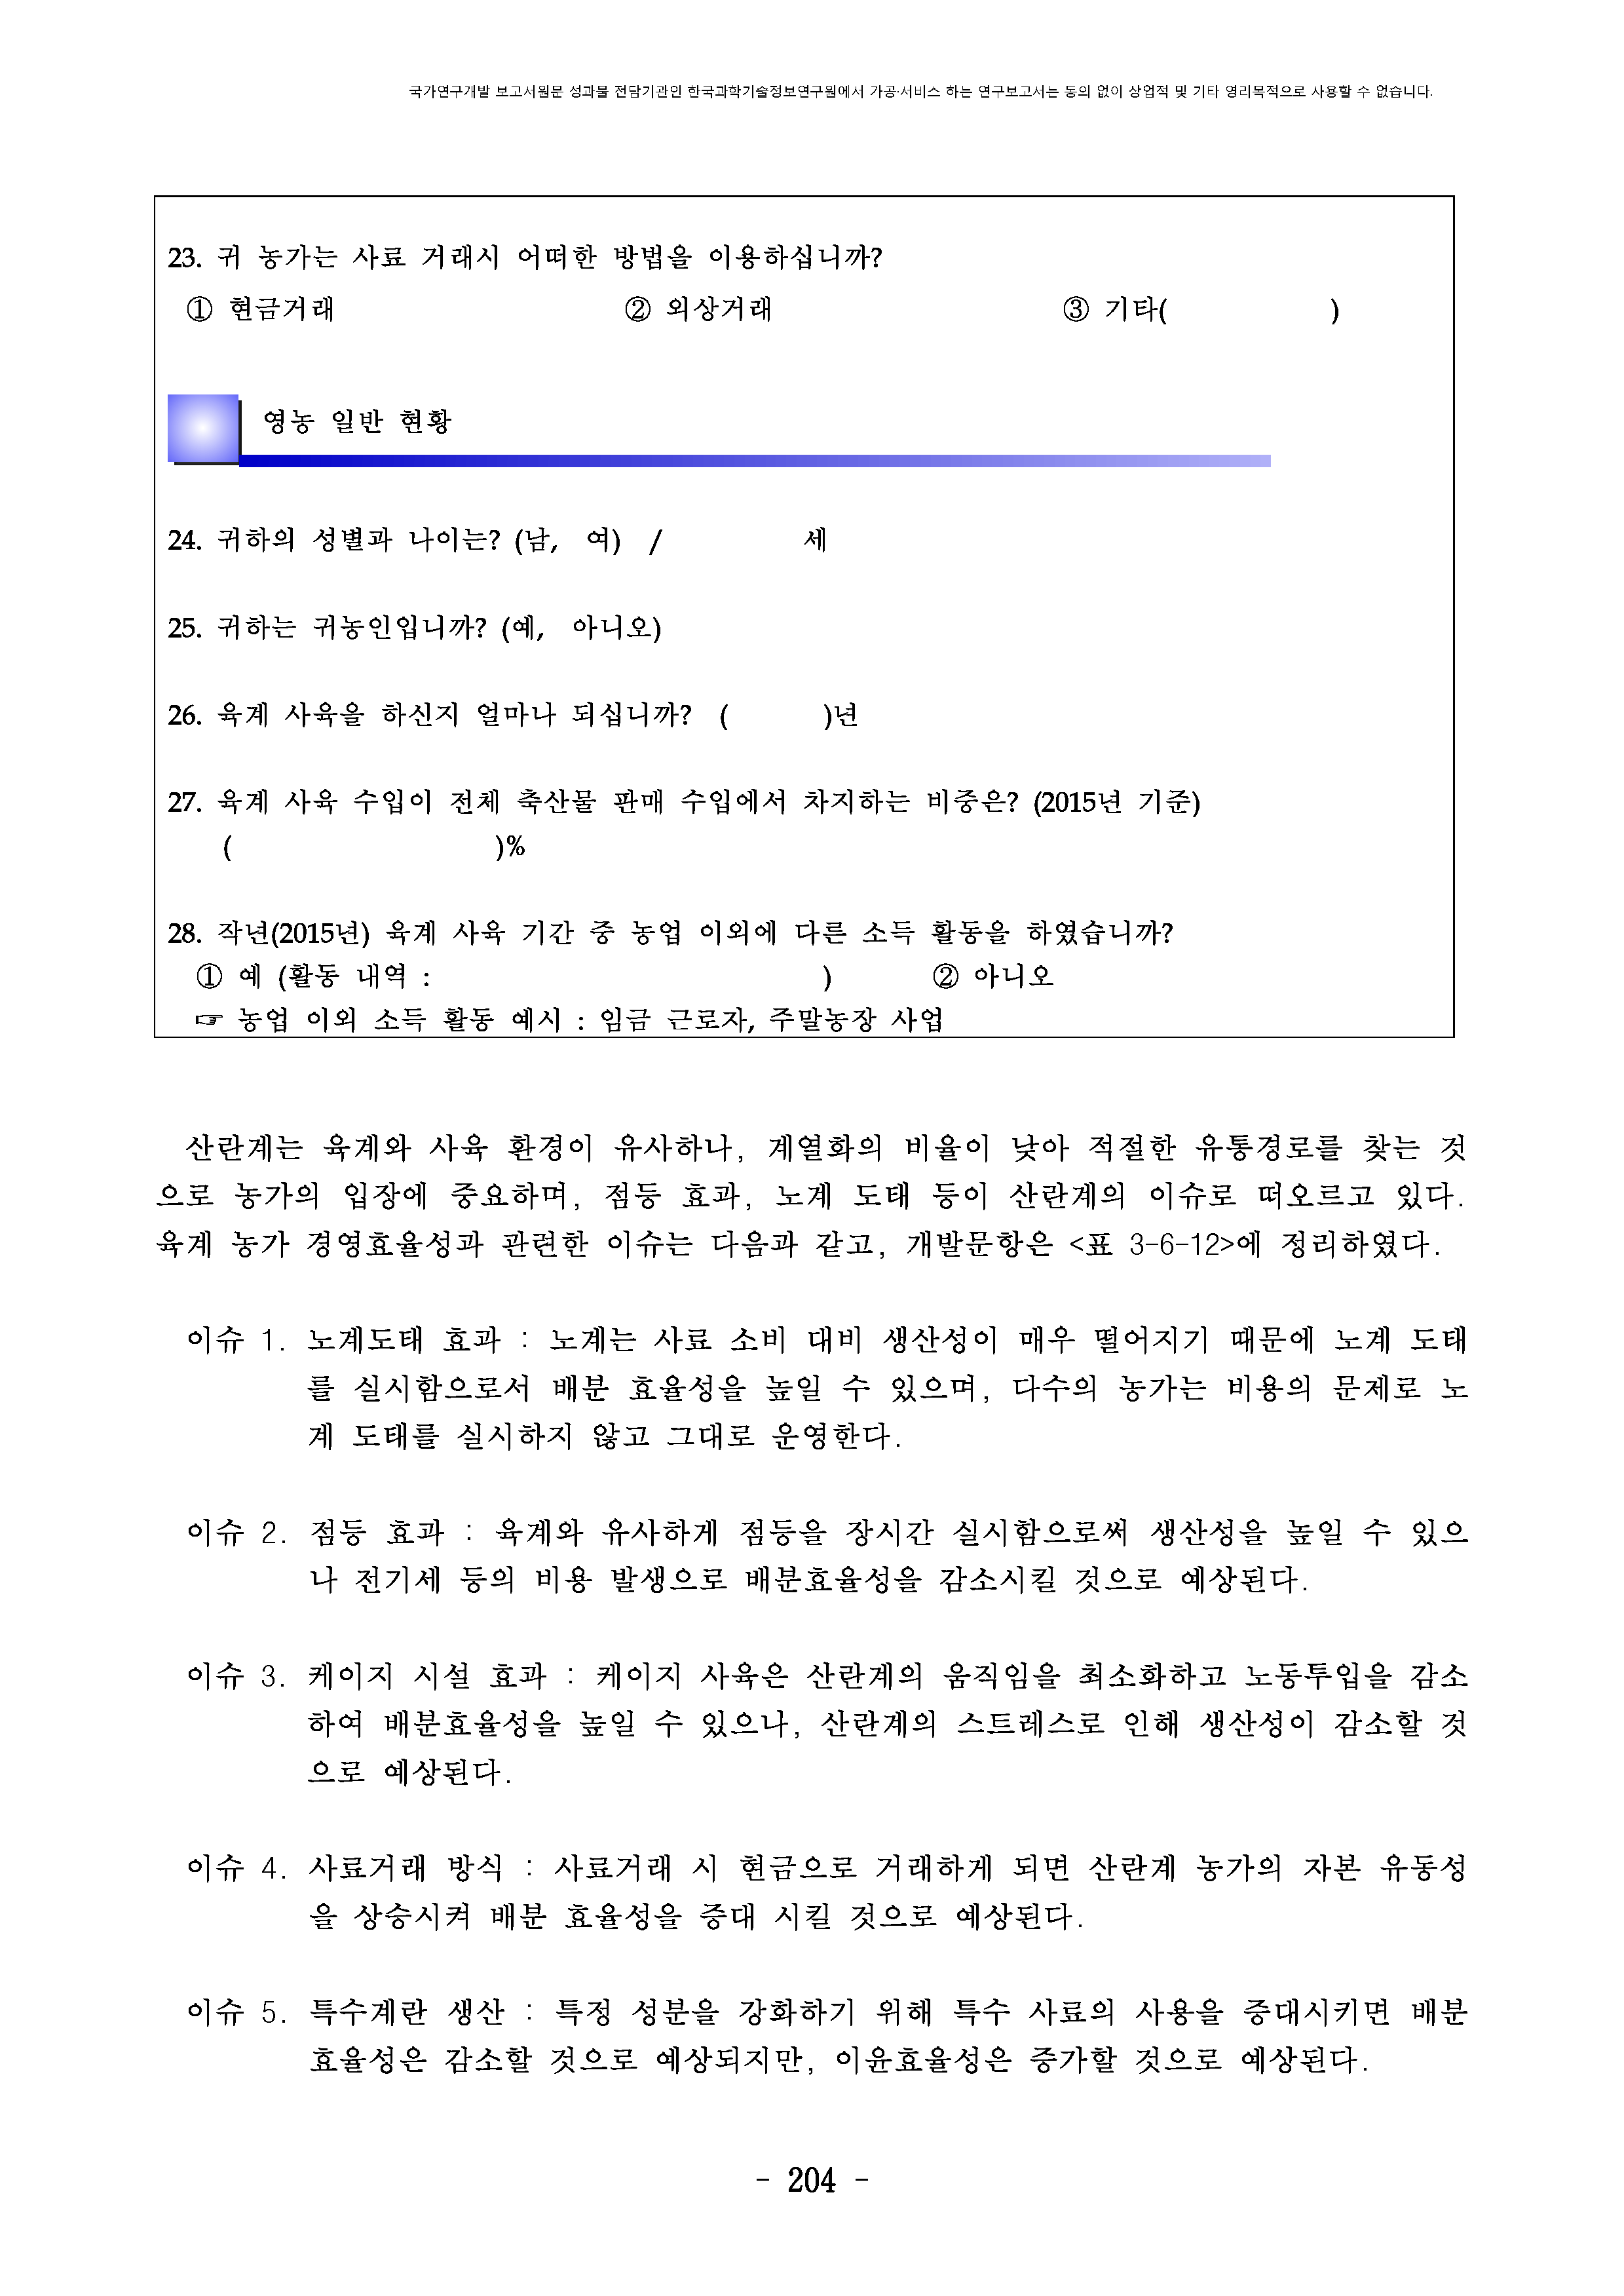 국가연구개발 보고서원문 성과물 전담기관인 한국과학기술정보연구원에서 가공·서비스 하는 연구보고서는 동의 없이 상업적 및 기타 영리목적으로 사용할 수 없습니다.
23. 귀 농가는 사료 거래시 어떠한 방법을 이용하십니까?
① 현금거래 ② 외상거래 ③ 기타( )
영농 일반 현황
24. 귀하의 성별과 나이는? (남, 여) / 세
25. 귀하는 귀농인입니까? (예, 아니오)
26. 육계 사육을 하신지 얼마나 되십니까? ( )년
27. 육계 사육 수입이 전체 축산물 판매 수입에서 차지하는 비중은? (2015년 기준)
( )%
28. 작년(2015년) 육계 사육 기간 중 농업 이외에 다른 소득 활동을 하였습니까?
① 예 (활동 내역 : ) ② 아니오
☞ 농업 이외 소득 활동 예시 : 임금 근로자, 주말농장 사업
산란계는 육계와 사육 환경이 유사하나, 계열화의 비율이 낮아 적절한 유통경로를 찾는 것
으로 농가의 입장에 중요하며, 점등 효과, 노계 도태 등이 산란계의 이슈로 떠오르고 있다.
육계 농가 경영효율성과 관련한 이슈는 다음과 같고, 개발문항은 <표 3-6-12>에 정리하였다.
이슈 1. 노계도태 효과 : 노계는 사료 소비 대비 생산성이 매우 떨어지기 때문에 노계 도태
를 실시함으로서 배분 효율성을 높일 수 있으며, 다수의 농가는 비용의 문제로 노
계 도태를 실시하지 않고 그대로 운영한다.
이슈 2. 점등 효과 : 육계와 유사하게 점등을 장시간 실시함으로써 생산성을 높일 수 있으
나 전기세 등의 비용 발생으로 배분효율성을 감소시킬 것으로 예상된다.
이슈 3. 케이지 시설 효과 : 케이지 사육은 산란계의 움직임을 최소화하고 노동투입을 감소
하여 배분효율성을 높일 수 있으나, 산란계의 스트레스로 인해 생산성이 감소할 것
으로 예상된다.
이슈 4. 사료거래 방식 : 사료거래 시 현금으로 거래하게 되면 산란계 농가의 자본 유동성
을 상승시켜 배분 효율성을 증대 시킬 것으로 예상된다.
이슈 5. 특수계란 생산 : 특정 성분을 강화하기 위해 특수 사료의 사용을 증대시키면 배분
효율성은 감소할 것으로 예상되지만, 이윤효율성은 증가할 것으로 예상된다.
- 204 -